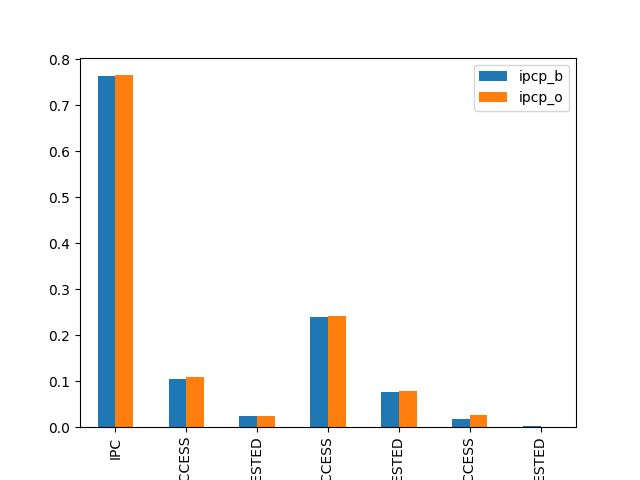 0.8
0.7
0.6
0.5
0.4
0.3
0.2
0.1
0.0
ipcp_b
ipcp_o
IPC
CCESS
ESTED
CCESS
ESTED
CCESS
ESTED